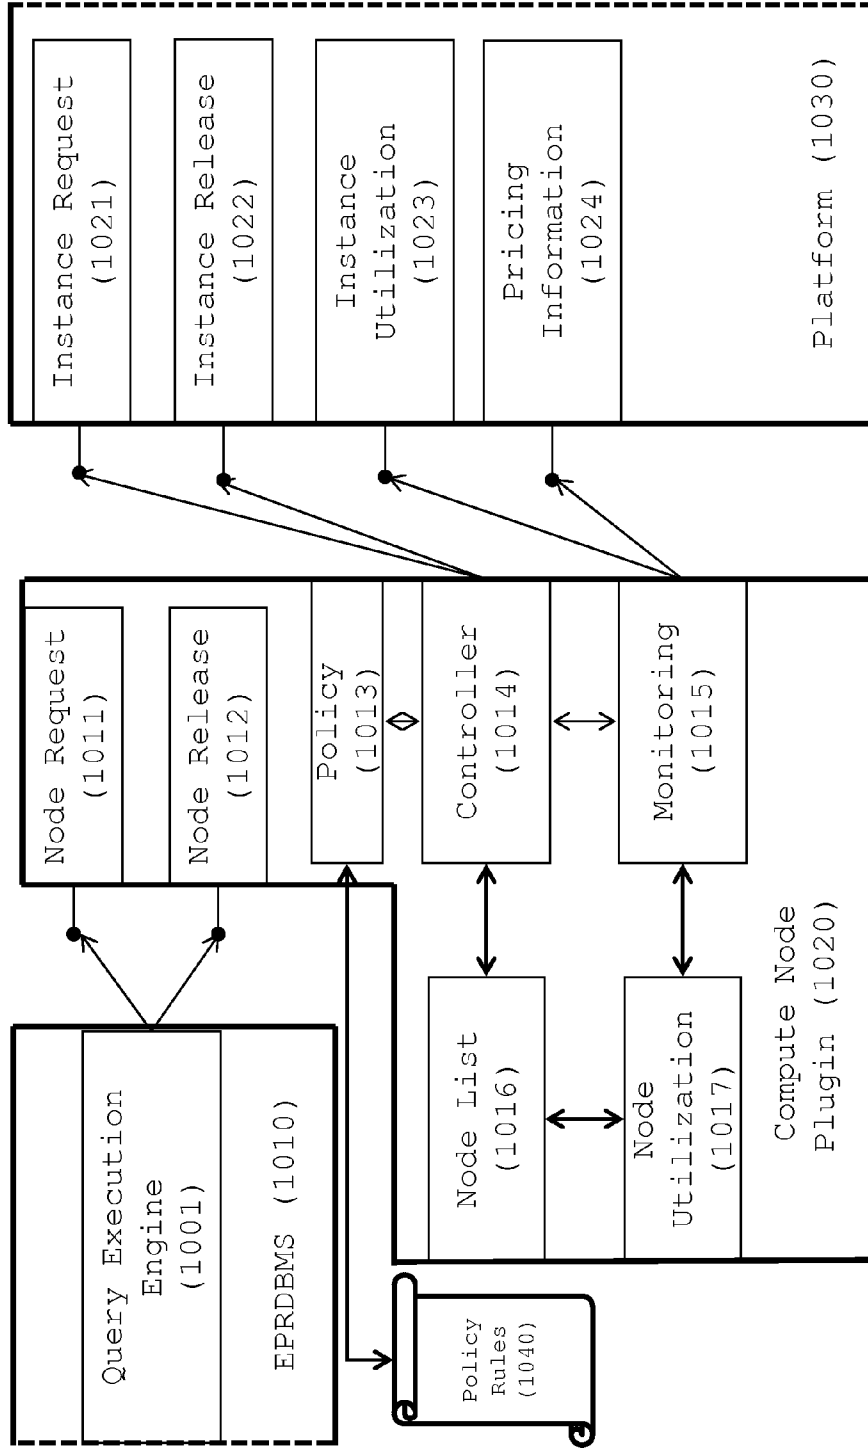 Query Execution
Engine
(1001)
EPRDBMS (1010)
Policy
Rules
(1040)
Node Request
(1011)
Node Release
(1012)
Policy
(1013)
Controller
(1014)
Monitoring
(1015)
Node List
(1016)
Node
Utilization
(1017)
Compute Node
Plugin (1020)
Instance Request
(1021)
Instance Release
(1022)
Instance
Utilization
(1023)
Pricing
Information
(1024)
Platform (1030)